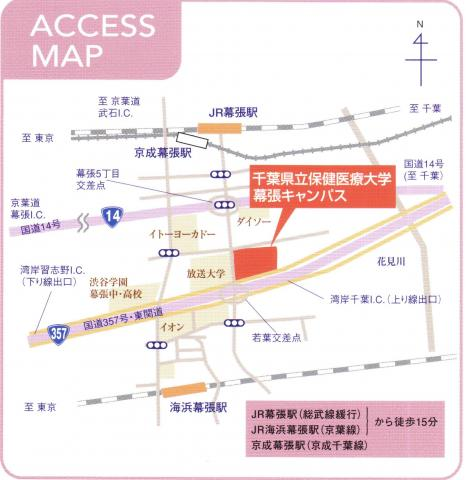 ACCESS
MAP
N
至 京葉道
武石I.C.
JR幕張駅
至 千葉
至 東京
京成幕張駅
幕張5丁目
交差点
千葉県立保健医療大学
幕張キャンパス
国道14号
(至 千葉)
京葉道
幕張I.C.
国道14号
14
ダイソー
イトーヨーカドー
湾岸習志野I.C.
(下り線出口)
渋谷学園
幕張中・高校
放送大学
花見川
湾岸千葉I.C.(上り線出口)
国道357号・東関道
357
イオン
若葉交差点
至 東京
海浜幕張駅
JR幕張駅(総武線緩行)
JR海浜幕張駅(京葉線)
から徒歩15分
京成幕張駅(京成千葉線)